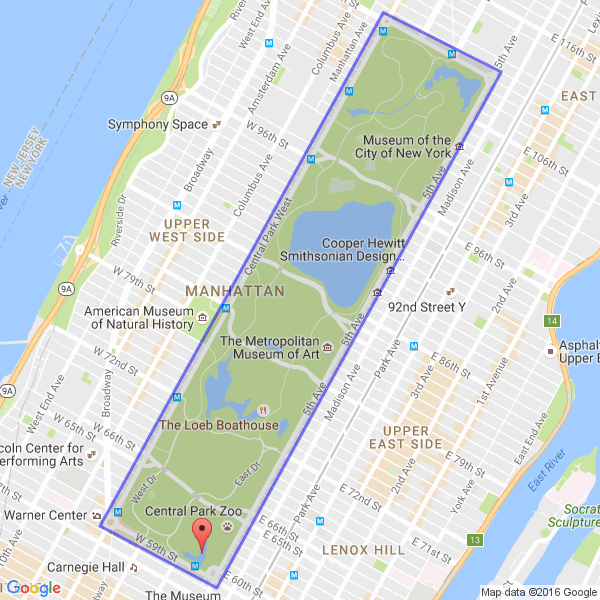 Manhattan Ave
Columbus Ave
West End Ave
Amsterdam Ave
5th Ave
E 116th St
9A
M
M
M
Symphony Space
W 96th St
EAST
NEW JERSEY
NEW YORK
Museum of the
City of New York
E 106th St
Broadway
Columbus Ave
M
5th Ave
Madison Ave
3rd Ave
Riverside Dr
Central Park West
UPPER
WEST SIDE
Cooper Hewitt
Smithsonian Design...
E 96th St
W 79th St
9A
MANHATTAN
2nd Ave
92nd Street Y
American Museum
of Natural History
M
14
The Metropolitan
Museum of Art
5th Ave
Park Ave
Asphalt
Upper E
W 72nd St
E 86th St
9A
West End Ave
Broadway
3rd Ave
1st Ave
5th Ave
Madison Ave
The Loeb Boathouse
UPPER
EAST SIDE
East End Ave
W 66th St
W 65th St
Lincoln Center for
Performing Arts
E 79th St
East River
West Dr
East Dr
York Ave
E 72nd St
Park Ave
Socrat
Sculpture
Warner Center
M
Central Park Zoo
E 66th St
E 65th St
E 71st St
13
W 59th St
LENOX HILL
10th Ave
Carnegie Hall
M
E 60th St
The Museum
Google
Map data ©2016 Google